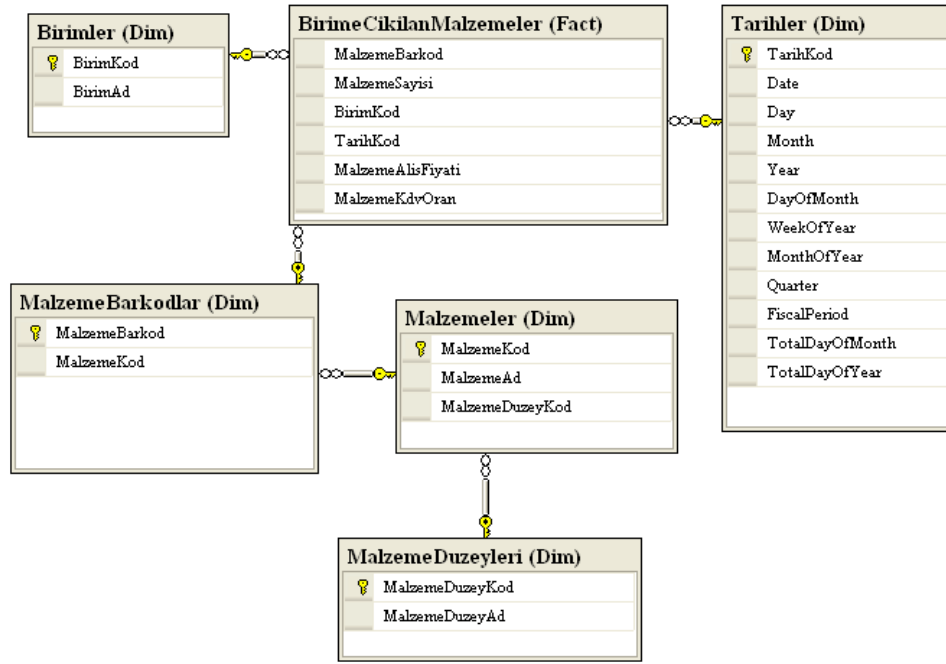 Birimler (Dim)
BirimKod
BirimAd
BirimeCikilanMalzemeler (Fact)
MalzemeBarkod
MalzemeSayisi
BirimKod
TarihKod
MalzemeAlisFiyati
MalzemeKdvOran
Tarihler (Dim)
TarihKod
Date
Day
Month
Year
DayOfMonth
WeekOfYear
MonthOfYear
Quarter
FiscalPeriod
TotalDayOfMonth
TotalDayOfYear
MalzemeBarkodlar (Dim)
MalzemeBarkod
MalzemeKod
Malzemeler (Dim)
MalzemeKod
MalzemeAd
MalzemeDuzeyKod
MalzemeDuzeyleri (Dim)
MalzemeDuzeyKod
MalzemeDuzeyAd